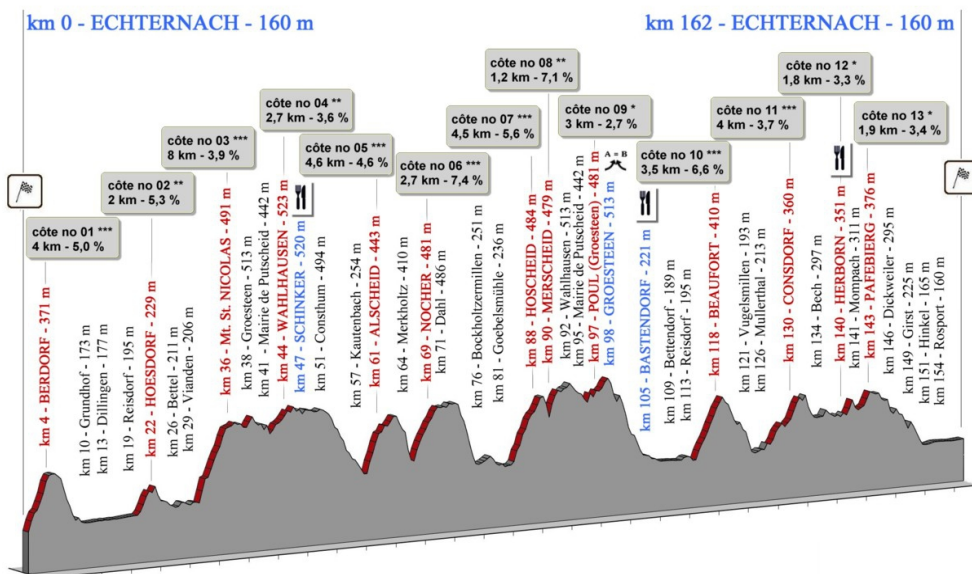 km 0 - ECHTERNACH - 160 m
km 162 - ECHTERNACH - 160 m
côte no 01 ***
4 km - 5,0 %
côte no 02 **
2 km - 5,3 %
côte no 03 ***
8 km - 3,9 %
côte no 04 **
2,7 km - 3,6 %
côte no 05 ***
4,6 km - 4,6 %
côte no 06 ***
2,7 km - 7,4 %
côte no 07 ***
4,5 km - 5,6 %
côte no 08 **
1,2 km - 7,1 %
côte no 09 *
3 km - 2,7 %
A = B
côte no 10 ***
3,5 km - 6,6 %
côte no 11 ***
4 km - 3,7 %
côte no 12 *
1,8 km - 3,3 %
côte no 13 *
1,9 km - 3,4 %
km 4 - BERDORF - 371 m
km 10 - Grundhof - 173 m
km 13 - Dillingen - 177 m
km 19 - Reisdorf - 195 m
km 22 - HOESDORF - 229 m
km 26 - Bettel - 211 m
km 29 - Vianden - 206 m
km 36 - Mt. St. NICOLAS - 491 m
km 38 - Groesteen - 513 m
km 41 - Mairie de Putscheid - 442 m
km 44 - WAHLHAUSEN - 523 m
km 47 - SCHINKER - 520 m
km 51 - Consthum - 494 m
km 57 - Kautenbach - 254 m
km 61 - ALSCHEID - 443 m
km 64 - Merkholtz - 410 m
km 69 - NOCHER - 481 m
km 71 - Dahl - 486 m
km 76 - Bockholtzermillen - 251 m
km 81 - Goebelsmühle - 236 m
km 88 - HOSCHEID - 484 m
km 90 - MERSCHEID - 479 m
km 92 - Wahlhausen - 513 m
km 95 - Mairie de Putscheid - 442 m
km 97 - POUL (Groesteen) - 481 m
km 98 - GROESTEEN - 513 m
km 105 - BASTENDORF - 221 m
km 109 - Bettendorf - 189 m
km 113 - Reisdorf - 195 m
km 118 - BEAUFORT - 410 m
km 121 - Vugelsmillen - 193 m
km 126 - Mullerthal - 213 m
km 130 - CONSDORF - 360 m
km 134 - Bech - 297 m
km 140 - HERBORN - 351 m
km 141 - Mompach - 311 m
km 143 - PAFEBIERG - 376 m
km 146 - Dickweiler - 295 m
km 149 - Girst - 225 m
km 151 - Hinkel - 165 m
km 154 - Rosport - 160 m